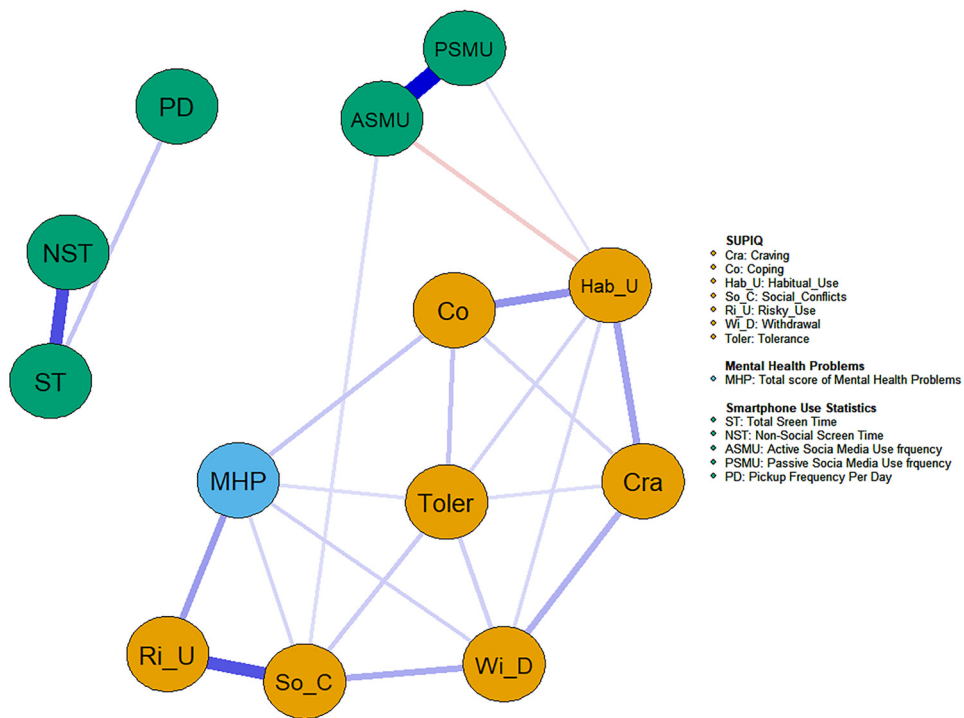 PSMU
PD
ASMU
NST
Hab_U
Co
ST
MHP
Toler
Cra
Ri_U
So_C
Wi_D
SUPIQ
Cra: Craving
Co: Coping
Hab_U: Habitual_Use
So_C: Social_Conflicts
Ri_U: Risky_Use
Wi_D: Withdrawal
Toler: Tolerance
Mental Health Problems
MHP: Total score of Mental Health Problems
Smartphone Use Statistics
ST: Total Sreen Time
NST: Non-Social Screen Time
ASMU: Active Socia Media Use frquency
PSMU: Passive Socia Media Use frquency
PD: Pickup Frequency Per Day